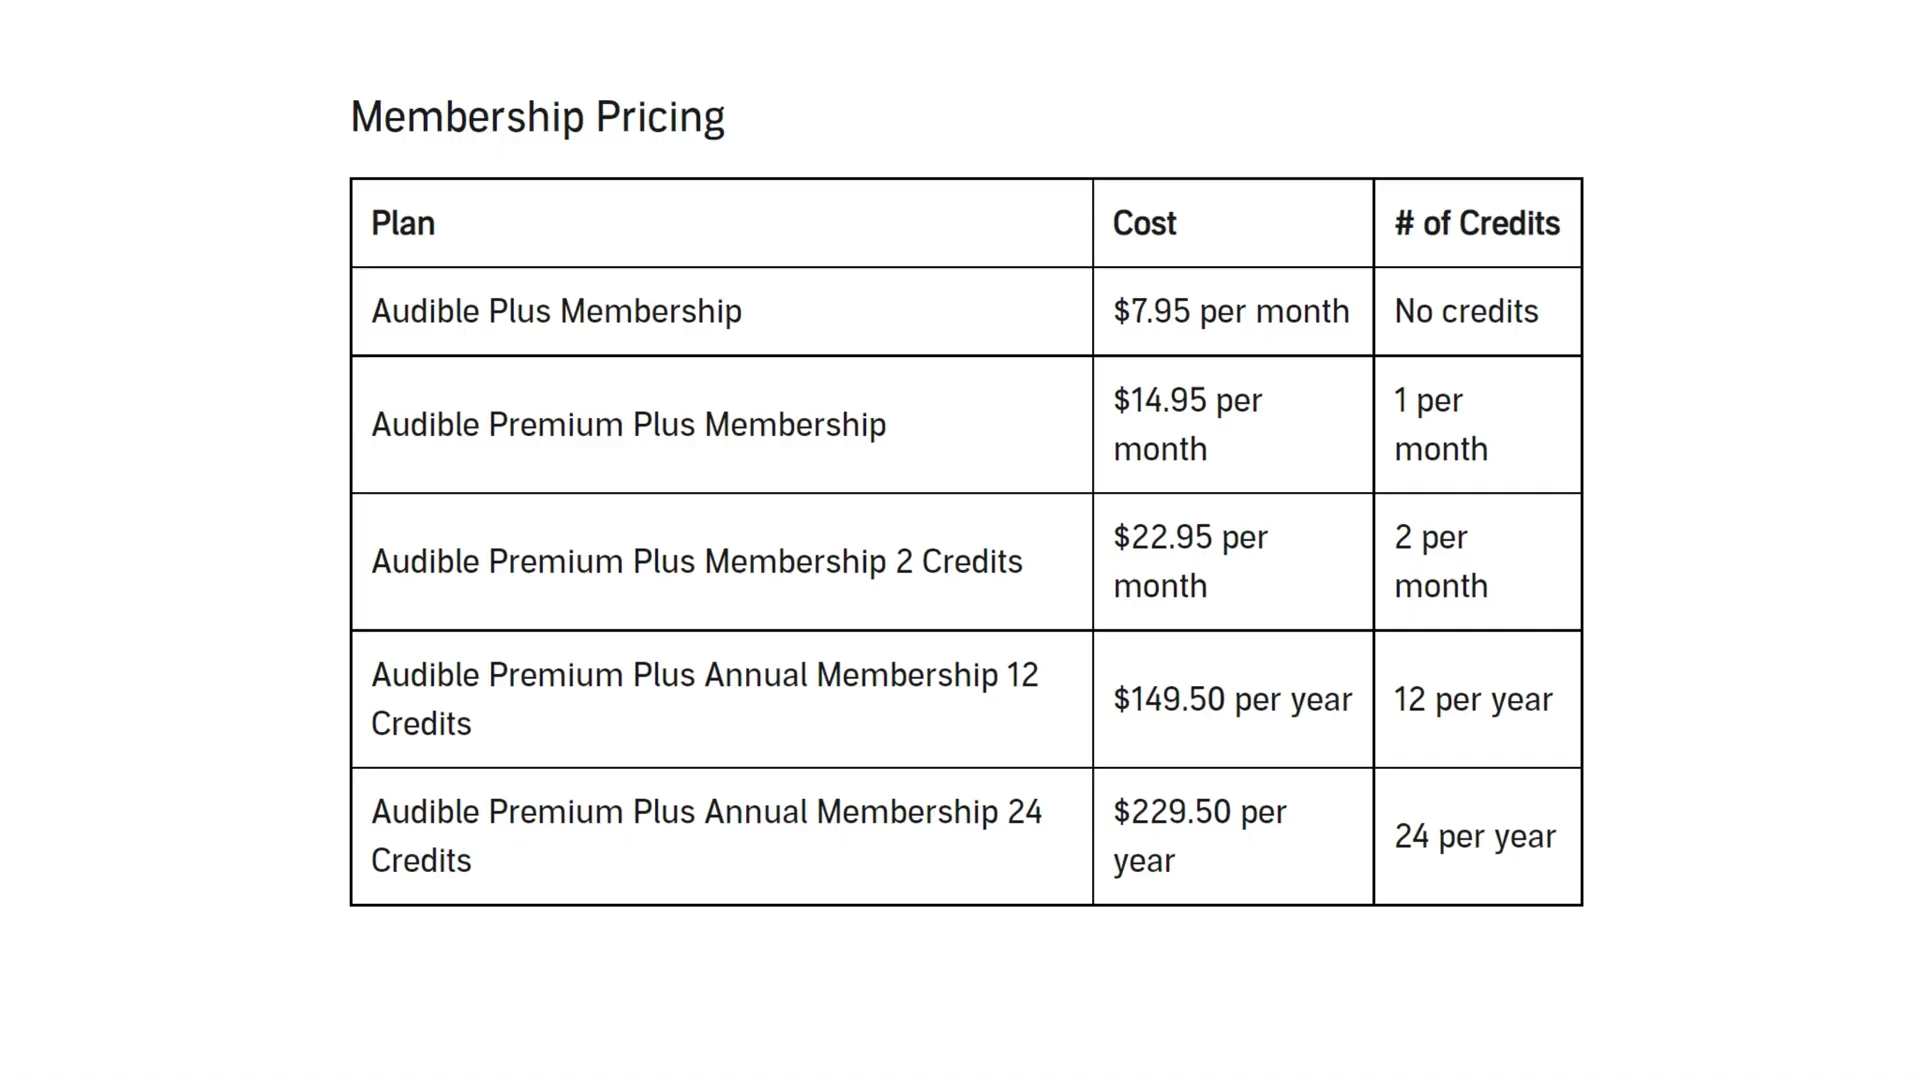 Membership Pricing
Plan
Cost
# of Credits
Audible Plus Membership
$7.95 per month
No credits
Audible Premium Plus Membership
$14.95 per
month
1 per
month
Audible Premium Plus Membership 2 Credits
$22.95 per
month
2 per
month
Audible Premium Plus Annual Membership 12
Credits
$149.50 per year
12 per year
Audible Premium Plus Annual Membership 24
Credits
$229.50 per
year
24 per year